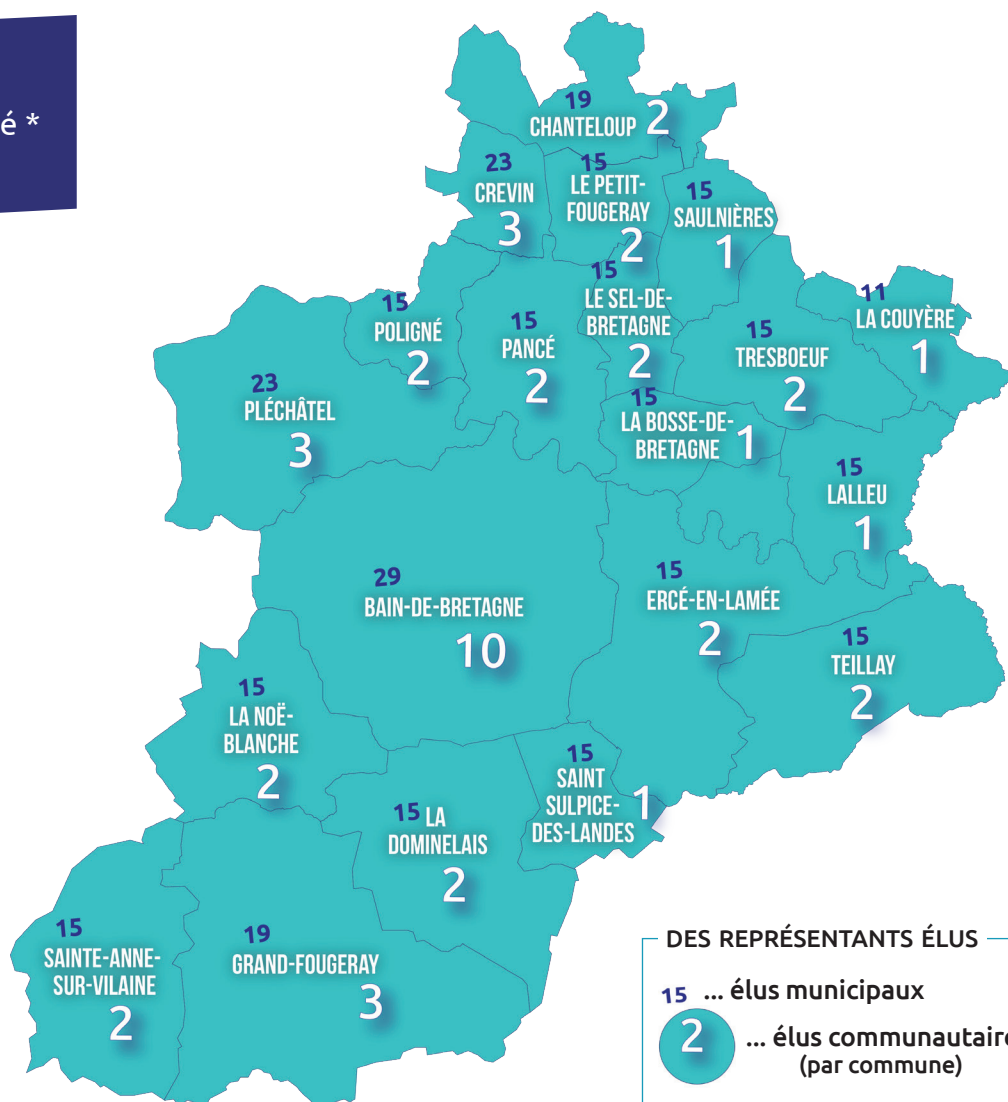 é *
19
CHANTELOUP 2
23
CREVIN
3
15
LE PETIT-
FOUGERAY
2
15
SAULNIÈRES
1
15
POLIGNÉ
2
15
PANCÉ
2
15
LE SEL-DE-
BRETAGNE
2
15
TRESBOEUF
2
11
LA COUYÈRE
1
23
PLÉCHÂTEL
3
15
LA BOSSE-DE-
BRETAGNE 1
15
LALLEU
1
29
BAIN-DE-BRETAGNE
10
15
ERCÉ-EN-LAMÉE
2
15
TEILLAY
2
15
LA NOË-
BLANCHE
2
15 LA
DOMINELAIS
2
15
SAINT
SULPICE-
DES-LANDES
1
15
SAINTE-ANNE-
SUR-VILAINE
2
19
GRAND-FOUGERAY
3
DES REPRÉSENTANTS ÉLUS
15 ... élus municipaux
2 ... élus communautaire
(par commune)